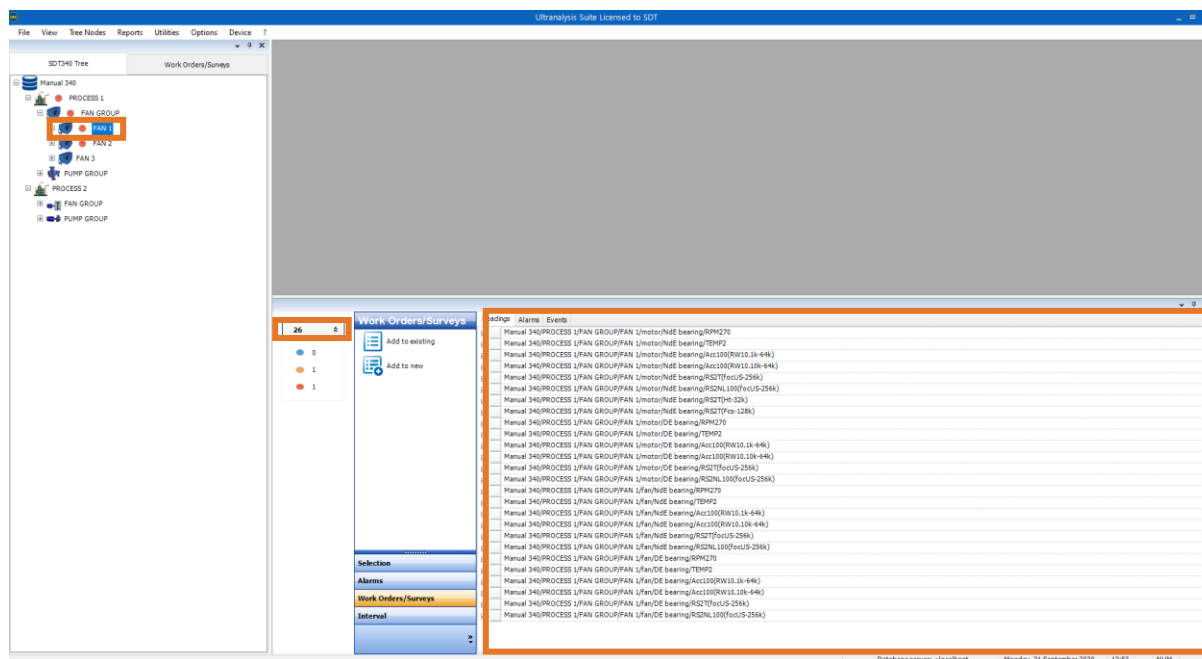 Ultranalysis Suite Licensed to SDT
File View Tree Nodes Reports Utilities Options Device ?
SDT340 Tree Work Orders/Surveys
Manual 340
PROCESS 1
FAN GROUP
FAN 1
FAN 2
FAN 3
PUMP GROUP
PROCESS 2
FAN GROUP
PUMP GROUP
26
0
1
1
Work Orders/Surveys
Add to existing
Add to new
Selection
Alarms
Work Orders/Surveys
Interval
Readings Alarms Events
Manual 340/PROCESS 1/FAN GROUP/FAN 1/motor/NdE bearing/RPM270
Manual 340/PROCESS 1/FAN GROUP/FAN 1/motor/NdE bearing/TEMP2
Manual 340/PROCESS 1/FAN GROUP/FAN 1/motor/NdE bearing/Acc100(RW10.1k-64k)
Manual 340/PROCESS 1/FAN GROUP/FAN 1/motor/NdE bearing/Acc100(RW10.10k-64k)
Manual 340/PROCESS 1/FAN GROUP/FAN 1/motor/NdE bearing/RS2T(focUS-256k)
Manual 340/PROCESS 1/FAN GROUP/FAN 1/motor/NdE bearing/RS2NL100(focUS-256k)
Manual 340/PROCESS 1/FAN GROUP/FAN 1/motor/NdE bearing/RS2T(Ht-32k)
Manual 340/PROCESS 1/FAN GROUP/FAN 1/motor/NdE bearing/RS2T(Fcs-128k)
Manual 340/PROCESS 1/FAN GROUP/FAN 1/motor/DE bearing/RPM270
Manual 340/PROCESS 1/FAN GROUP/FAN 1/motor/DE bearing/TEMP2
Manual 340/PROCESS 1/FAN GROUP/FAN 1/motor/DE bearing/Acc100(RW10.1k-64k)
Manual 340/PROCESS 1/FAN GROUP/FAN 1/motor/DE bearing/Acc100(RW10.10k-64k)
Manual 340/PROCESS 1/FAN GROUP/FAN 1/motor/DE bearing/RS2T(focUS-256k)
Manual 340/PROCESS 1/FAN GROUP/FAN 1/motor/DE bearing/RS2NL100(focUS-256k)
Manual 340/PROCESS 1/FAN GROUP/FAN 1/fan/NdE bearing/RPM270
Manual 340/PROCESS 1/FAN GROUP/FAN 1/fan/NdE bearing/TEMP2
Manual 340/PROCESS 1/FAN GROUP/FAN 1/fan/NdE bearing/Acc100(RW10.1k-64k)
Manual 340/PROCESS 1/FAN GROUP/FAN 1/fan/NdE bearing/Acc100(RW10.10k-64k)
Manual 340/PROCESS 1/FAN GROUP/FAN 1/fan/NdE bearing/RS2T(focUS-256k)
Manual 340/PROCESS 1/FAN GROUP/FAN 1/fan/NdE bearing/RS2NL100(focUS-256k)
Manual 340/PROCESS 1/FAN GROUP/FAN 1/fan/DE bearing/RPM270
Manual 340/PROCESS 1/FAN GROUP/FAN 1/fan/DE bearing/TEMP2
Manual 340/PROCESS 1/FAN GROUP/FAN 1/fan/DE bearing/Acc100(RW10.1k-64k)
Manual 340/PROCESS 1/FAN GROUP/FAN 1/fan/DE bearing/Acc100(RW10.10k-64k)
Manual 340/PROCESS 1/FAN GROUP/FAN 1/fan/DE bearing/RS2T(focUS-256k)
Manual 340/PROCESS 1/FAN GROUP/FAN 1/fan/DE bearing/RS2NL100(focUS-256k)
Monday, 21 September 2020 12:53 NUM